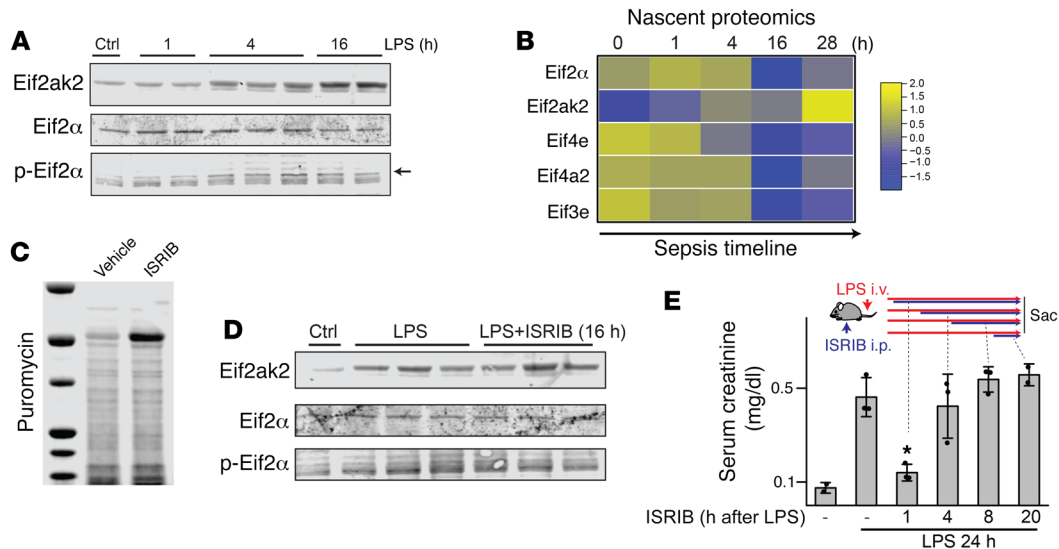 A
Ctrl 1 4 16 LPS (h)
Eif2ak2
Eif2α
p-Eif2α
B
Nascent proteomics
0 1 4 16 28 (h)
Eif2α
Eif2ak2
Eif4e
Eif4a2
Eif3e
2.0
1.5
1.0
0.5
0.0
-0.5
-1.0
-1.5
Sepsis timeline
C
Vehicle ISRIB
Puromycin
D
Ctrl LPS LPS+ISRIB (16 h)
Eif2ak2
Eif2α
p-Eif2α
E
LPS i.v.
ISRIB i.p.
Sac
Serum creatinine
(mg/dl)
0.5
0.1
*
ISRIB (h after LPS) - - 1 4 8 20
LPS 24 h